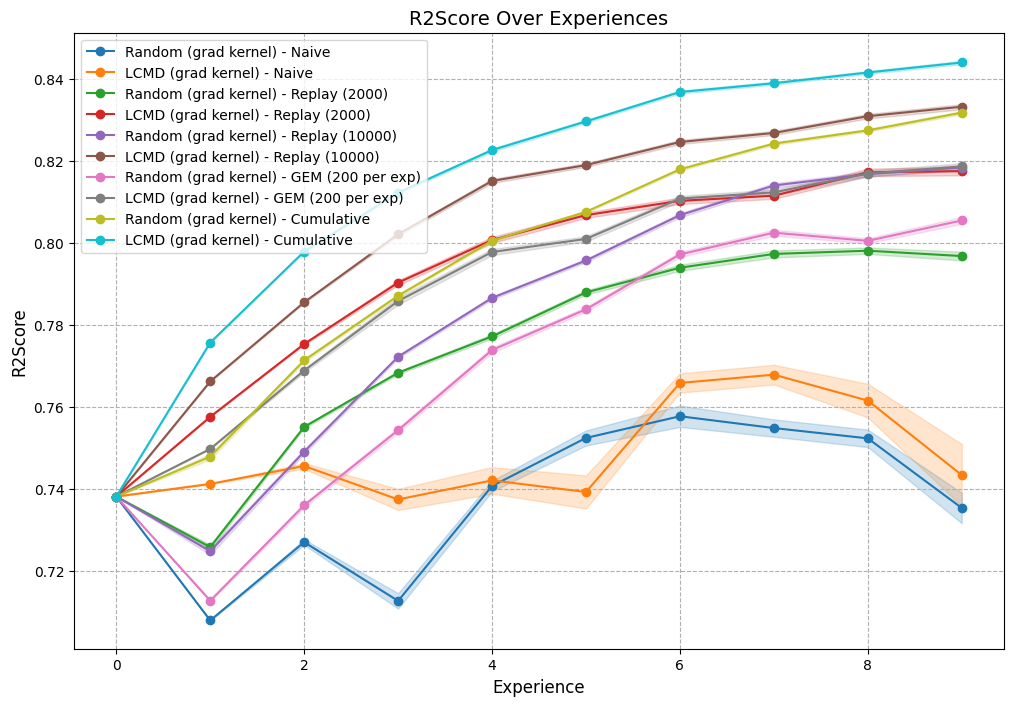 R2Score Over Experiences
Random (grad kernel) - Naive
LCMD (grad kernel) - Naive
Random (grad kernel) - Replay (2000)
LCMD (grad kernel) - Replay (2000)
Random (grad kernel) - Replay (10000)
LCMD (grad kernel) - Replay (10000)
Random (grad kernel) - GEM (200 per exp)
LCMD (grad kernel) - GEM (200 per exp)
Random (grad kernel) - Cumulative
LCMD (grad kernel) - Cumulative
R2Score
0.84
0.82
0.80
0.78
0.76
0.74
0.72
0 2 4 6 8
Experience